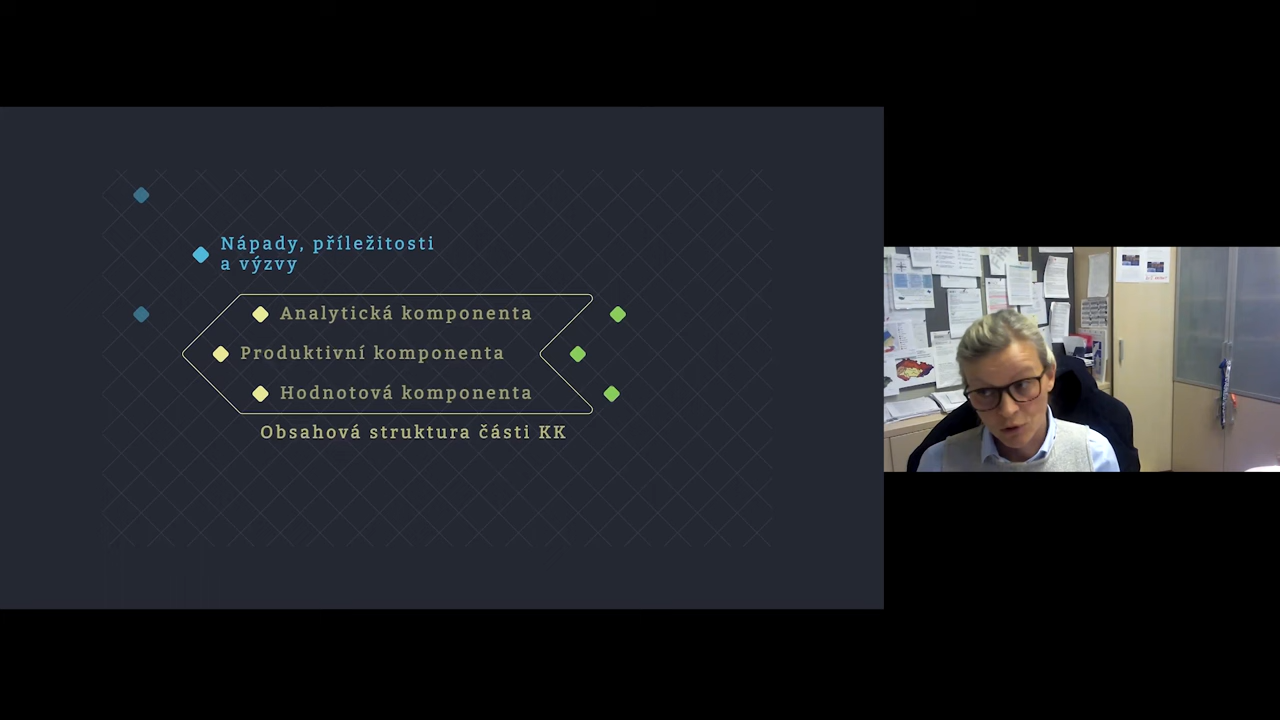 Nápady, příležitosti
a výzvy
Analytická komponenta
Produktivní komponenta
Hodnotová komponenta
Obsahová struktura části KK